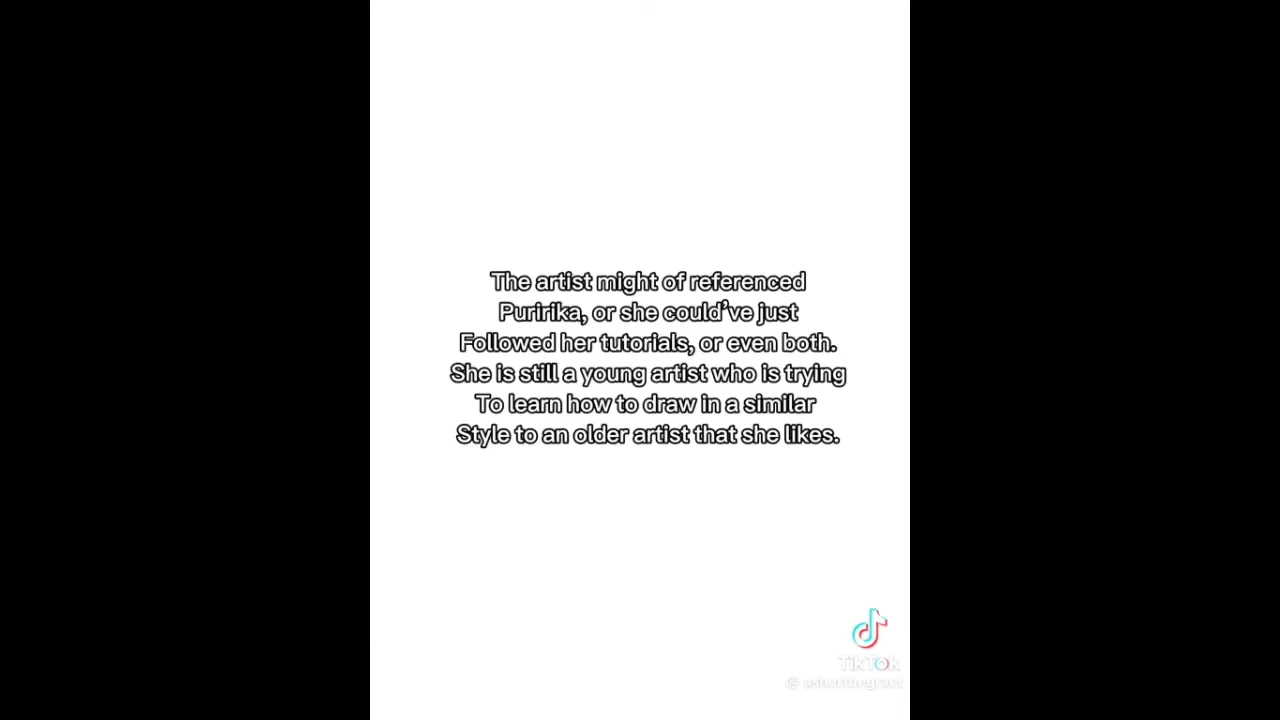 The artist might of referenced
Puririka, or she could've just
Followed her tutorials, or even both.
She is still a young artist who is trying
To learn how to draw in a similar
Style to an older artist that she likes.
TikTok